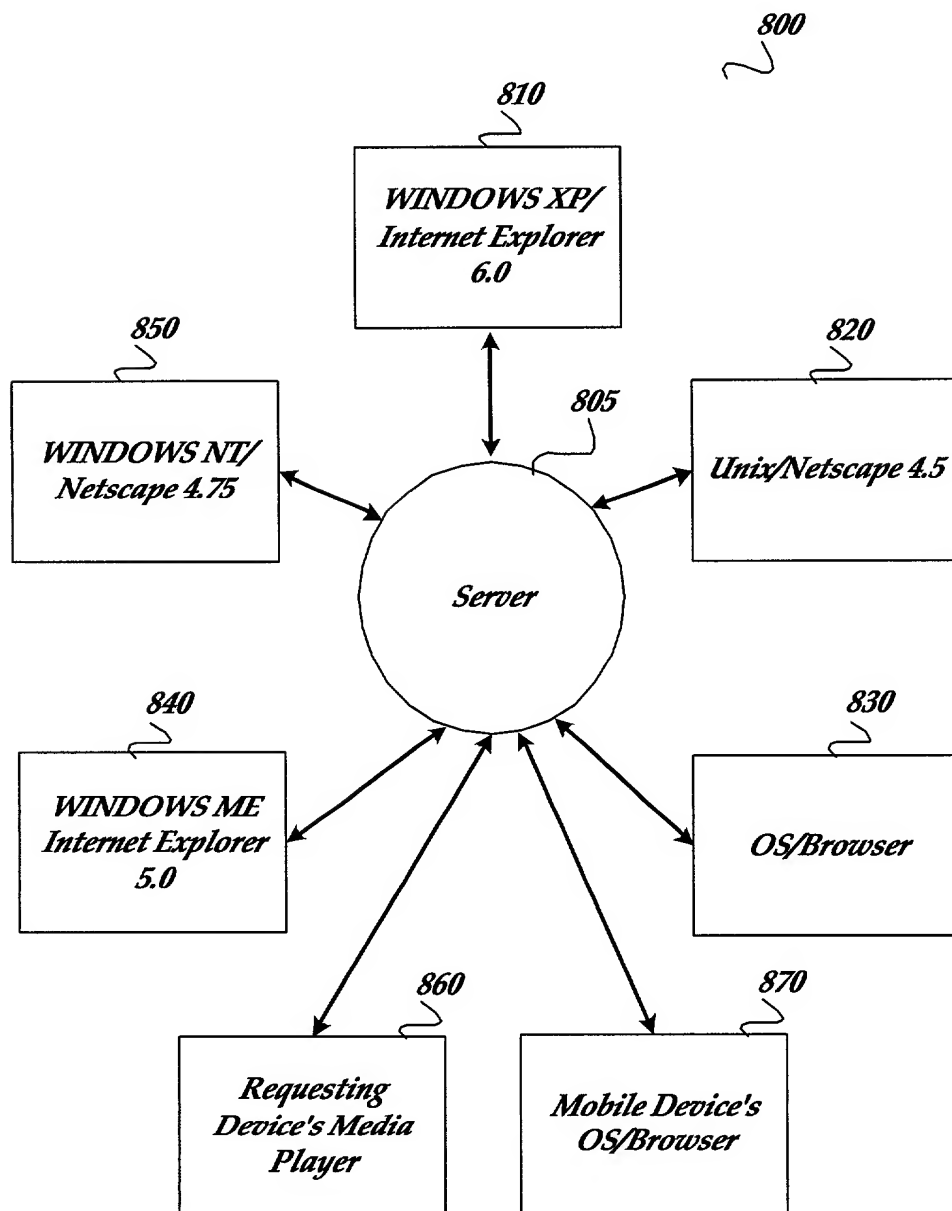 800
810
WINDOWS XP/
Internet Explorer
6.0
850
WINDOWS NT/
Netscape 4.75
820
Unix/Netscape 4.5
805
Server
840
WINDOWS ME
Internet Explorer
5.0
830
OS/Browser
860
Requesting
Device's Media
Player
870
Mobile Device's
OS/Browser